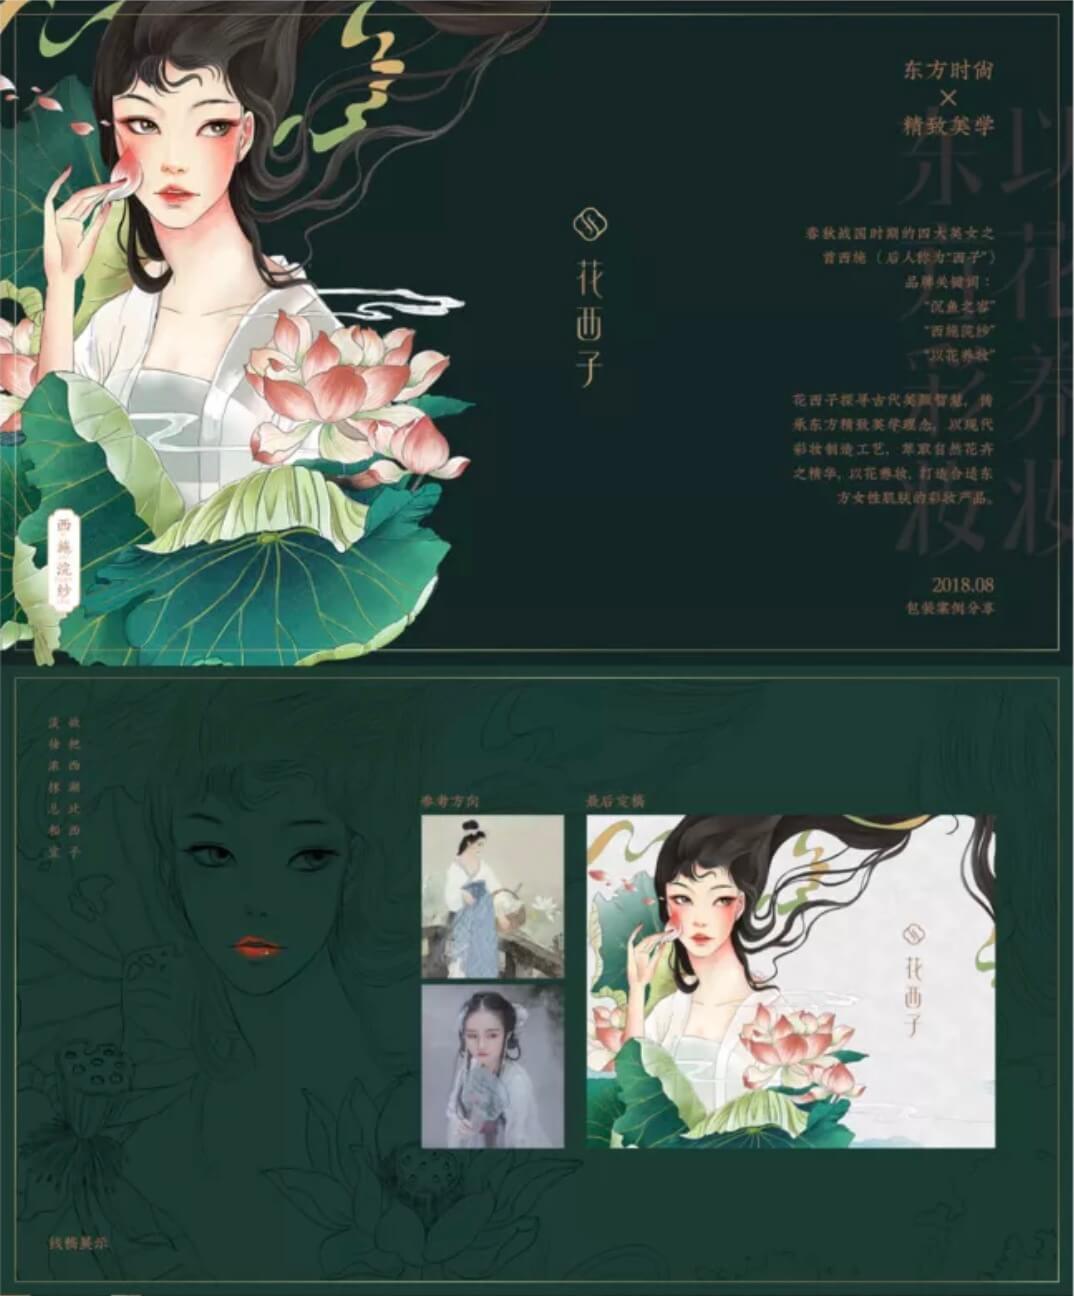 东方时尚
×
精致美学
以花养妆
东方彩妆
花西子
春秋战国时期的四大美女之
首西施（后人称为“西子”）
品牌关键词：
“沉鱼之容”
“西施浣纱”
“以花养妆”
花西子探寻古代美颜智慧，传
承东方精致美学理念，以现代
彩妆制造工艺，萃取自然花卉
之精华，以花养妆，打造合适东
方女性肌肤的彩妆产品。
2018.08
包装案例分享
西施浣纱
欲把西湖比西子
淡妆浓抹总相宜
参考方向
最后定稿
花西子
线稿展示